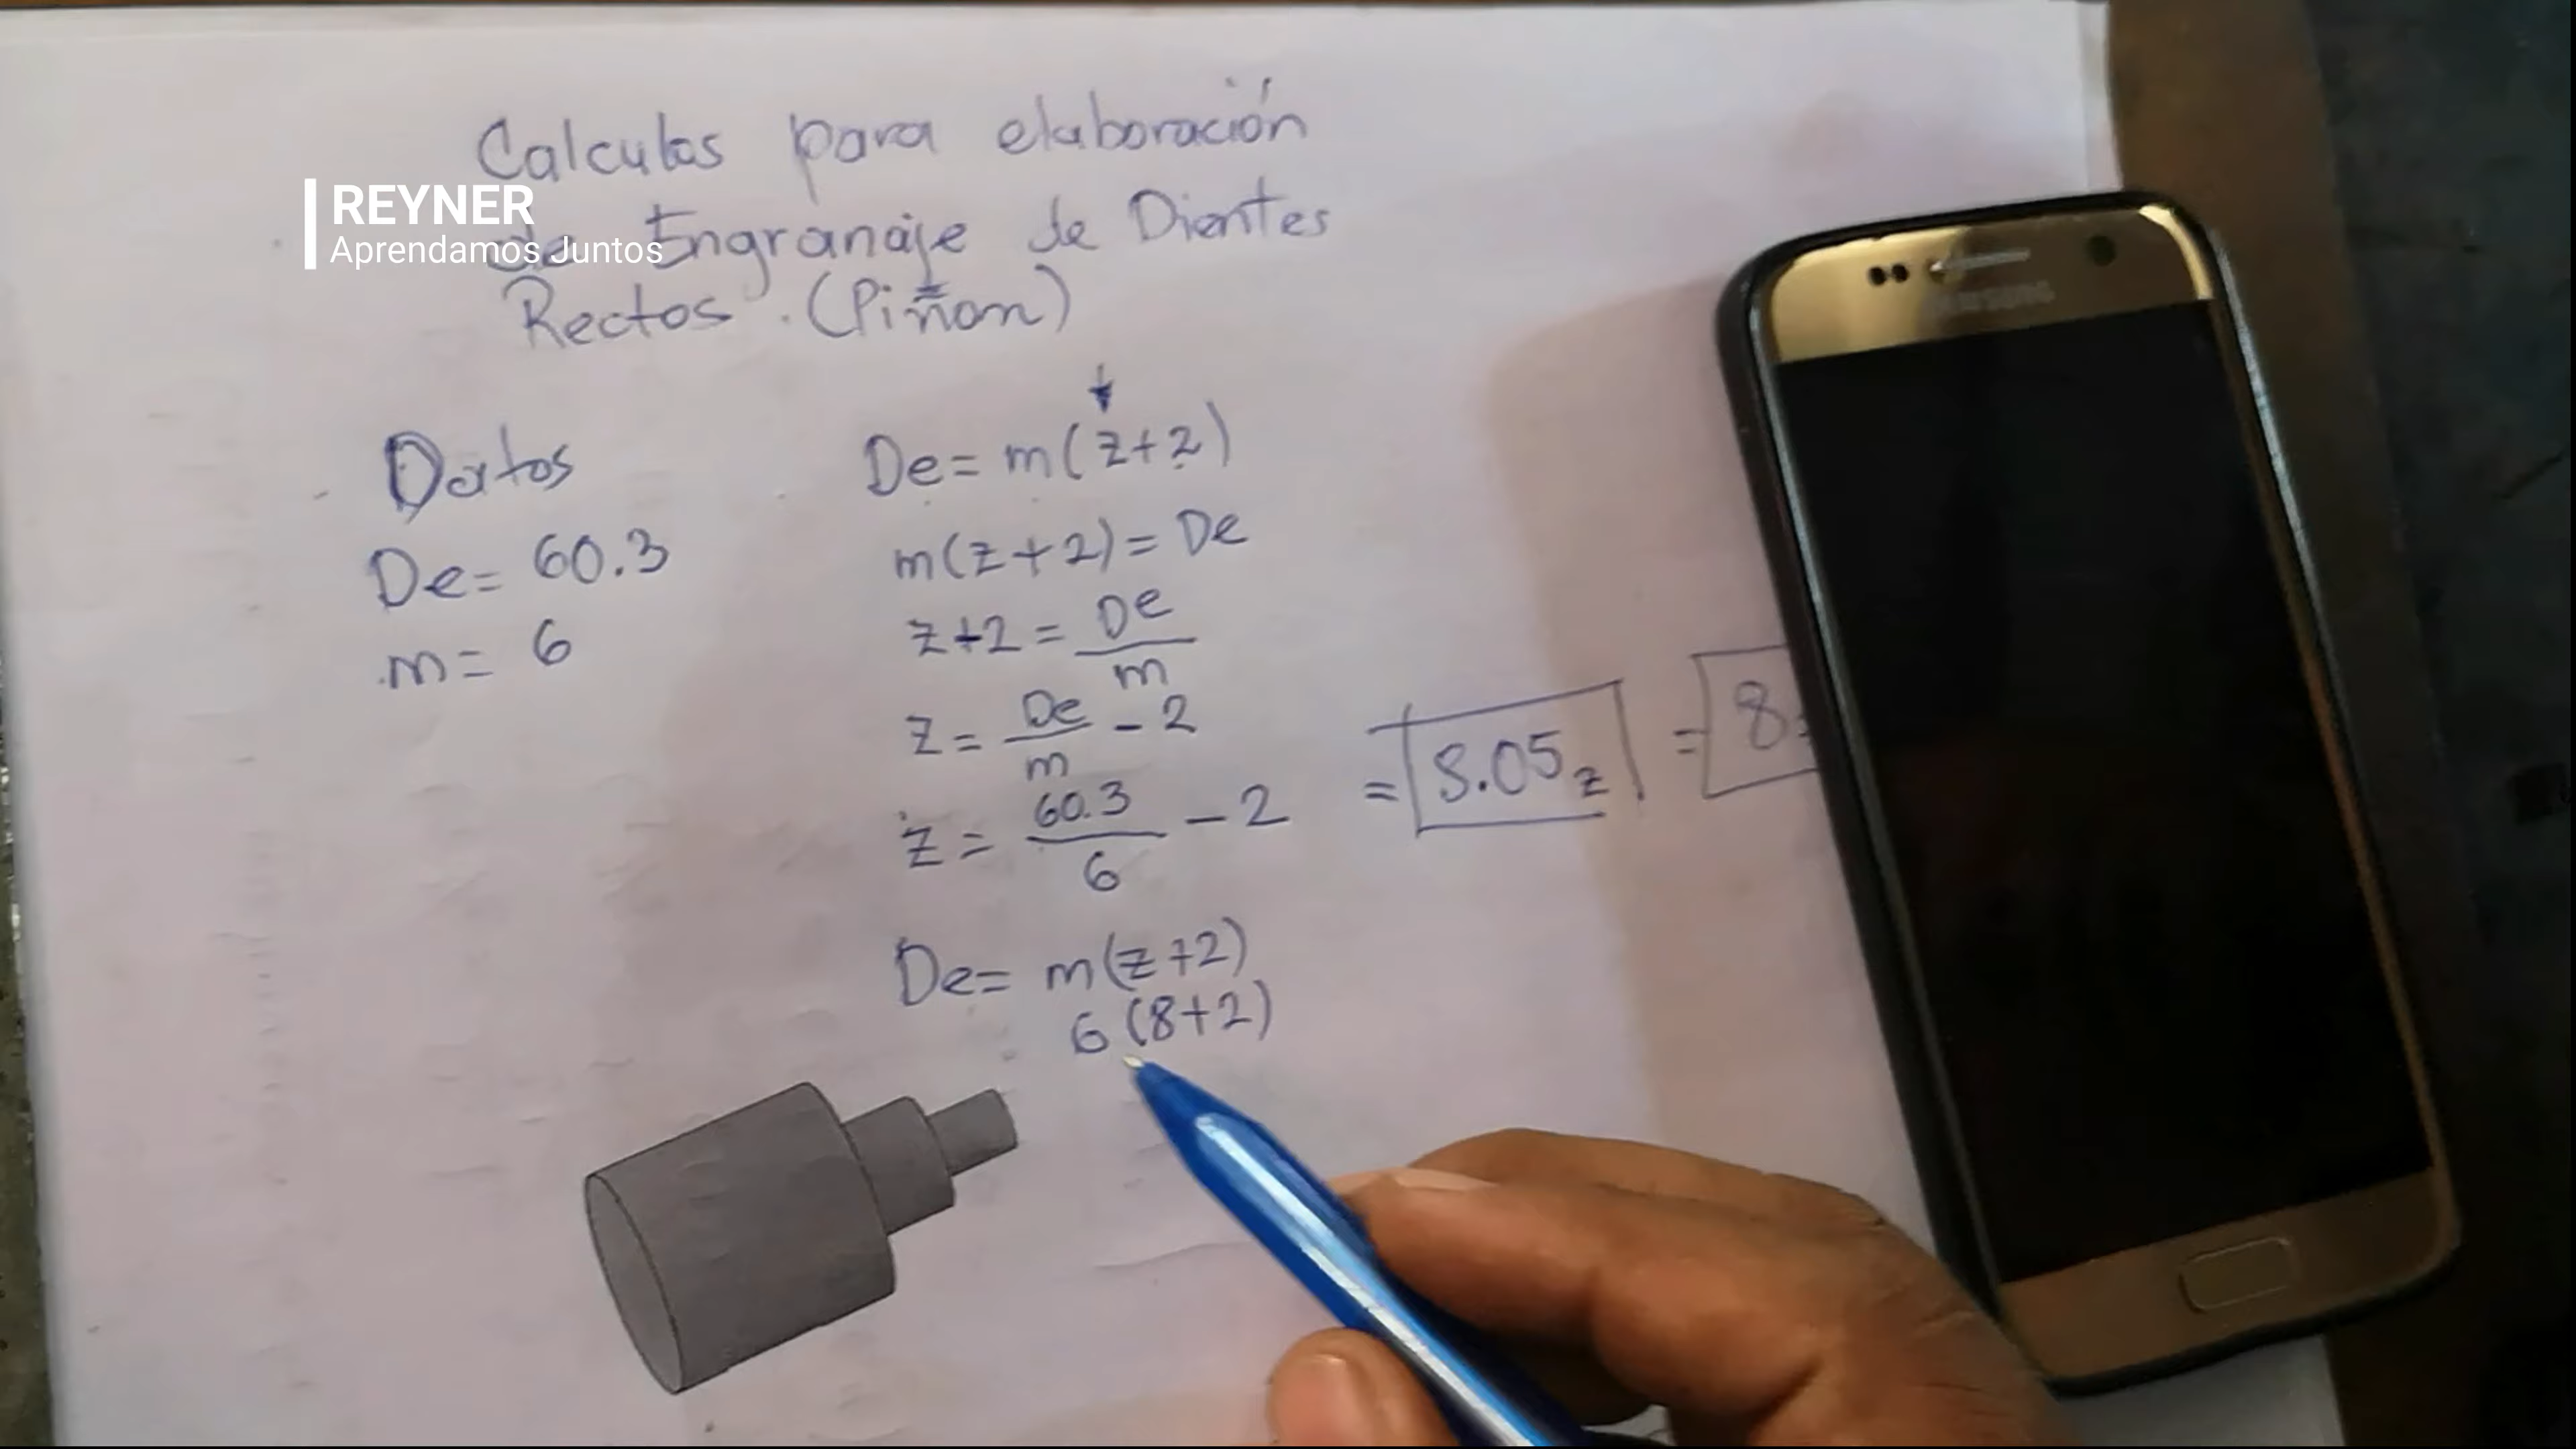 Calculos para elaboración
REYNER
Aprendamos Juntos
de Engranaje de Dientes
Rectos. (Piñon)
Datos
De = 60.3
m = 6
De = m(z+2)
m(z+2) = De
z+2 = De/m
z = De/m - 2
z = 60.3/6 - 2 = 8.05z = 8
De = m(z+2)
6(8+2)